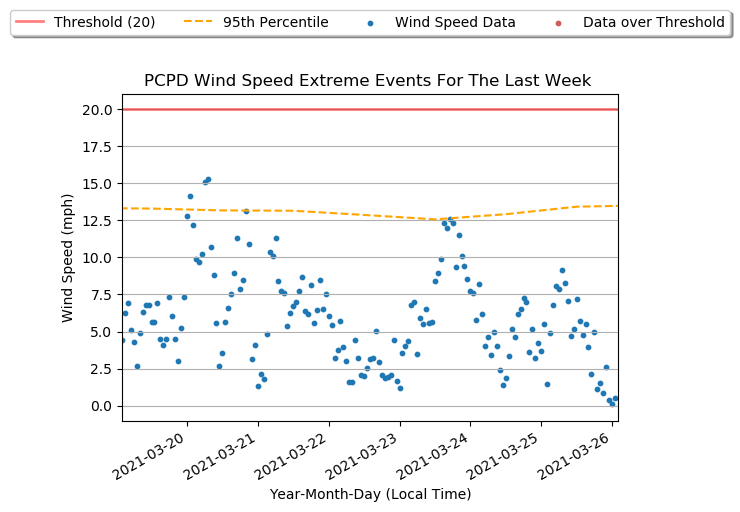 Threshold (20) 95th Percentile Wind Speed Data Data over Threshold
PCPD Wind Speed Extreme Events For The Last Week
Wind Speed (mph)
20.0
17.5
15.0
12.5
10.0
7.5
5.0
2.5
0.0
2021-03-20 2021-03-21 2021-03-22 2021-03-23 2021-03-24 2021-03-25 2021-03-26
Year-Month-Day (Local Time)